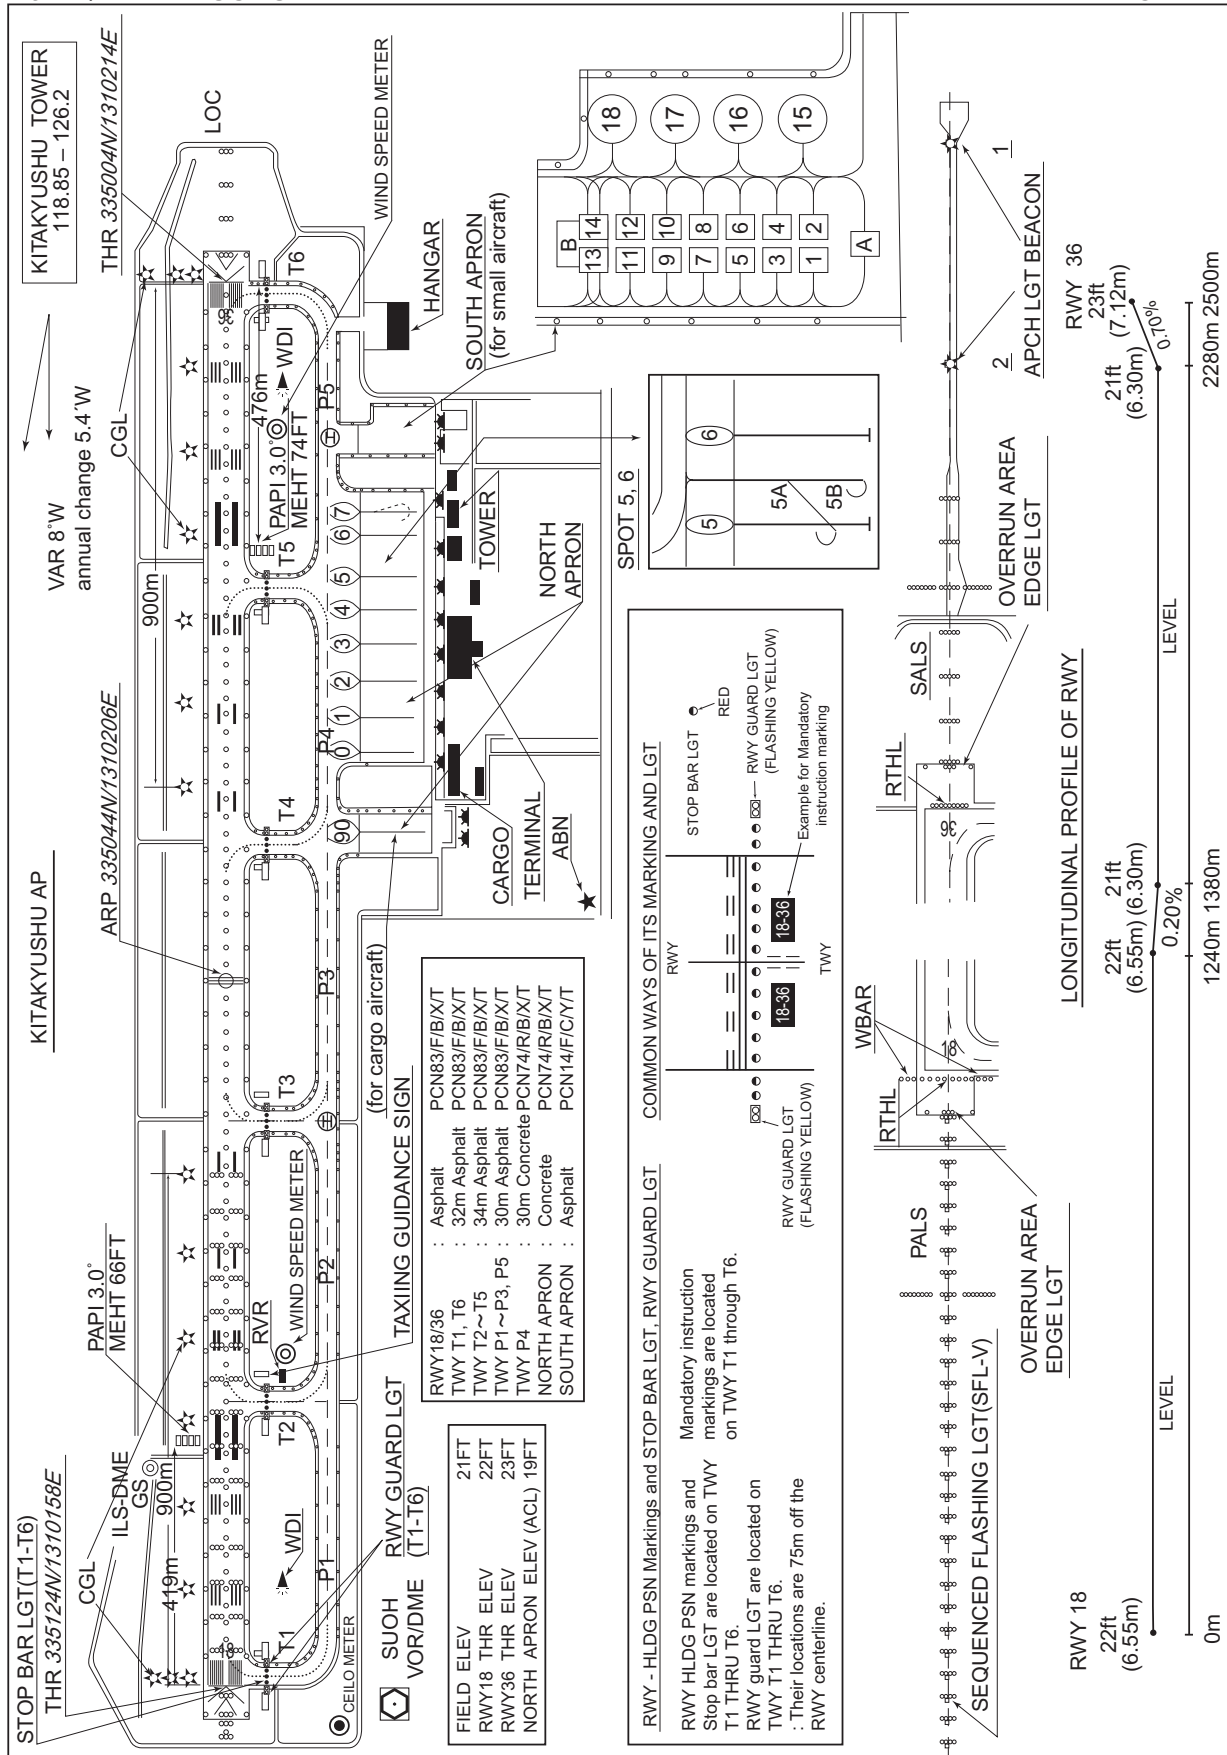 KITAKYUSHU AP
KITAKYUSHU TOWER
118.85 – 126.2
VAR 8°W
annual change 5.4´W
STOP BAR LGT(T1-T6)
THR 335124N/1310158E
CGL
ILS-DME
GS
419m
900m
PAPI 3.0°
MEHT 66FT
ARP 335044N/1310206E
900m
CGL
THR 335004N/1310214E
LOC
18
36
T1
WDI
T2
RVR
WIND SPEED METER
T3
T4
T5
PAPI 3.0°
MEHT 74FT
476m
WDI
T6
P1
P2
H
P3
P4
H
P5
WIND SPEED METER
CEILO METER
SUOH
VOR/DME
RWY GUARD LGT
(T1-T6)
TAXIING GUIDANCE SIGN
(for cargo aircraft)
90
0
1
2
3
4
5
6
7
CARGO
TERMINAL
ABN
NORTH
APRON
TOWER
SOUTH APRON
(for small aircraft)
HANGAR
FIELD ELEV 21FT
RWY18 THR ELEV 22FT
RWY36 THR ELEV 23FT
NORTH APRON ELEV (ACL) 19FT
RWY18/36 : Asphalt PCN83/F/B/X/T
TWY T1, T6 : 32m Asphalt PCN83/F/B/X/T
TWY T2~T5 : 34m Asphalt PCN83/F/B/X/T
TWY P1~P3, P5 : 30m Asphalt PCN83/F/B/X/T
TWY P4 : 30m Concrete PCN74/R/B/X/T
NORTH APRON : Concrete PCN74/R/B/X/T
SOUTH APRON : Asphalt PCN14/F/C/Y/T
B
13 14
11 12
9 10
7 8
5 6
3 4
1 2
A
18
17
16
15
SPOT 5, 6
5
6
5A
5B
RWY - HLDG PSN Markings and STOP BAR LGT, RWY GUARD LGT
RWY HLDG PSN markings and
Stop bar LGT are located on TWY
T1 THRU T6.
RWY guard LGT are located on
TWY T1 THRU T6.
: Their locations are 75m off the
RWY centerline.
Mandatory instruction
markings are located
on TWY T1 through T6.
COMMON WAYS OF ITS MARKING AND LGT
RWY
TWY
18-36
18-36
STOP BAR LGT
RED
RWY GUARD LGT
(FLASHING YELLOW)
RWY GUARD LGT
(FLASHING YELLOW)
Example for Mandatory
instruction marking
PALS
SEQUENCED FLASHING LGT(SFL-V)
OVERRUN AREA
EDGE LGT
RTHL
WBAR
18
36
RTHL
SALS
OVERRUN AREA
EDGE LGT
2
1
APCH LGT BEACON
LONGITUDINAL PROFILE OF RWY
RWY 18
22ft
(6.55m)
LEVEL
22ft
(6.55m)
21ft
(6.30m)
0.20%
LEVEL
21ft
(6.30m)
RWY 36
23ft
(7.12m)
0.70%
0m
1240m
1380m
2280m
2500m